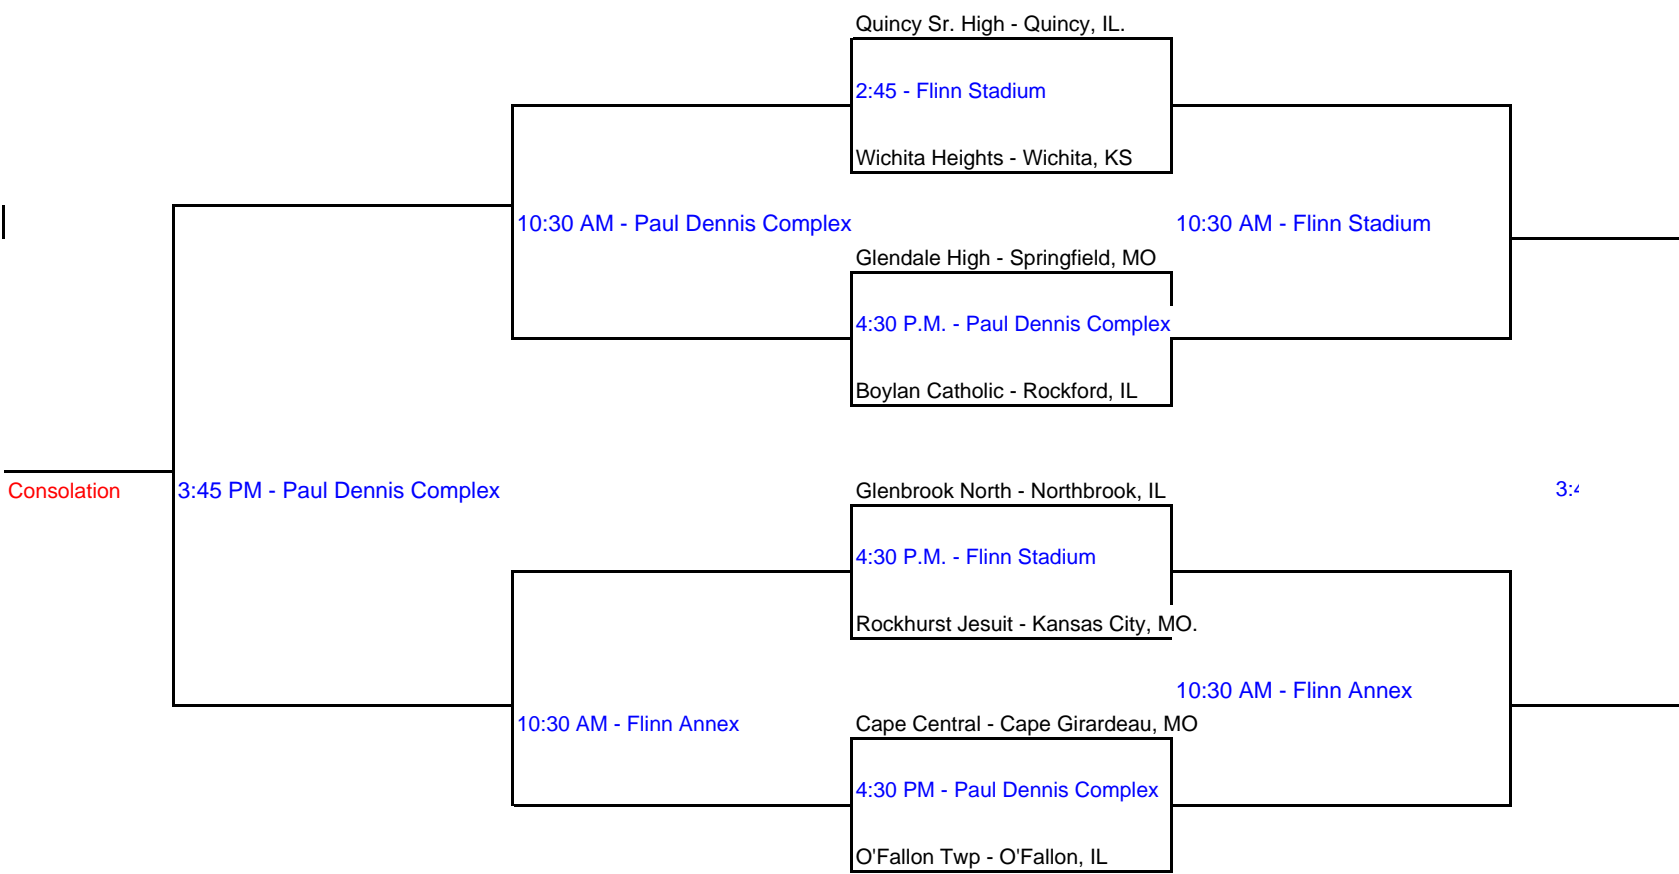 Quincy Sr. High - Quincy, IL.
2:45 - Flinn Stadium
Wichita Heights - Wichita, KS
10:30 AM - Paul Dennis Complex
10:30 AM - Flinn Stadium
Glendale High - Springfield, MO
4:30 P.M. - Paul Dennis Complex
Boylan Catholic - Rockford, IL
Consolation
3:45 PM - Paul Dennis Complex
Glenbrook North - Northbrook, IL
4:30 P.M. - Flinn Stadium
Rockhurst Jesuit - Kansas City, MO.
10:30 AM - Flinn Annex
10:30 AM - Flinn Annex
Cape Central - Cape Girardeau, MO
4:30 PM - Paul Dennis Complex
O'Fallon Twp - O'Fallon, IL